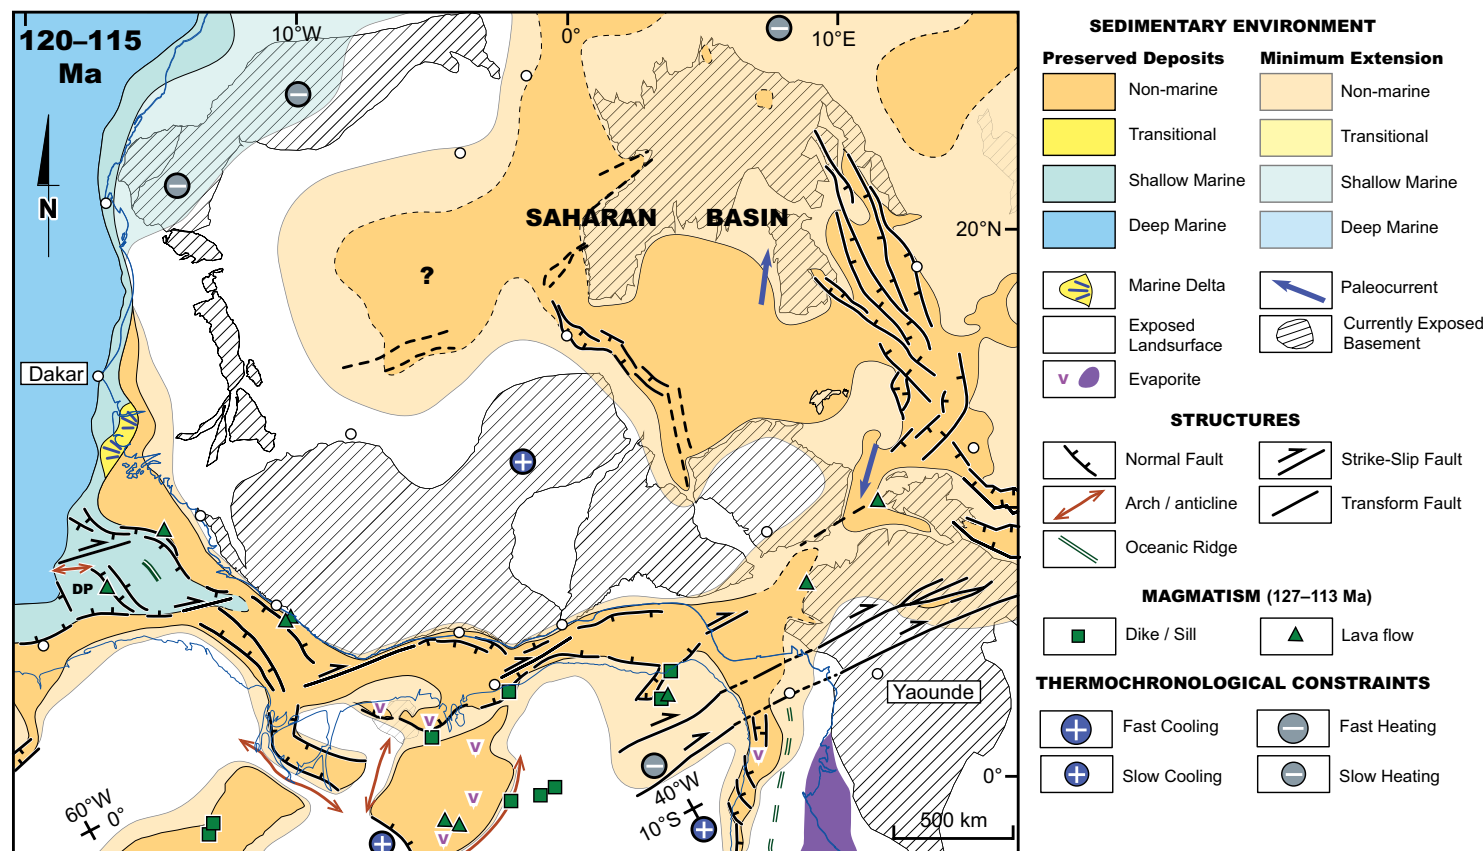 120–115
Ma
10°W
0°
10°E
N
SAHARAN BASIN
20°N
?
Dakar
DP
Yaounde
v
v
v
v
v
v
0°
60°W
0°
40°W
10°S
500 km
SEDIMENTARY ENVIRONMENT
Preserved Deposits
Minimum Extension
Non-marine
Non-marine
Transitional
Transitional
Shallow Marine
Shallow Marine
Deep Marine
Deep Marine
Marine Delta
Paleocurrent
Exposed
Landsurface
Currently Exposed
Basement
v
Evaporite
STRUCTURES
Normal Fault
Strike-Slip Fault
Arch / anticline
Transform Fault
Oceanic Ridge
MAGMATISM (127–113 Ma)
Dike / Sill
Lava flow
THERMOCHRONOLOGICAL CONSTRAINTS
Fast Cooling
Fast Heating
Slow Cooling
Slow Heating